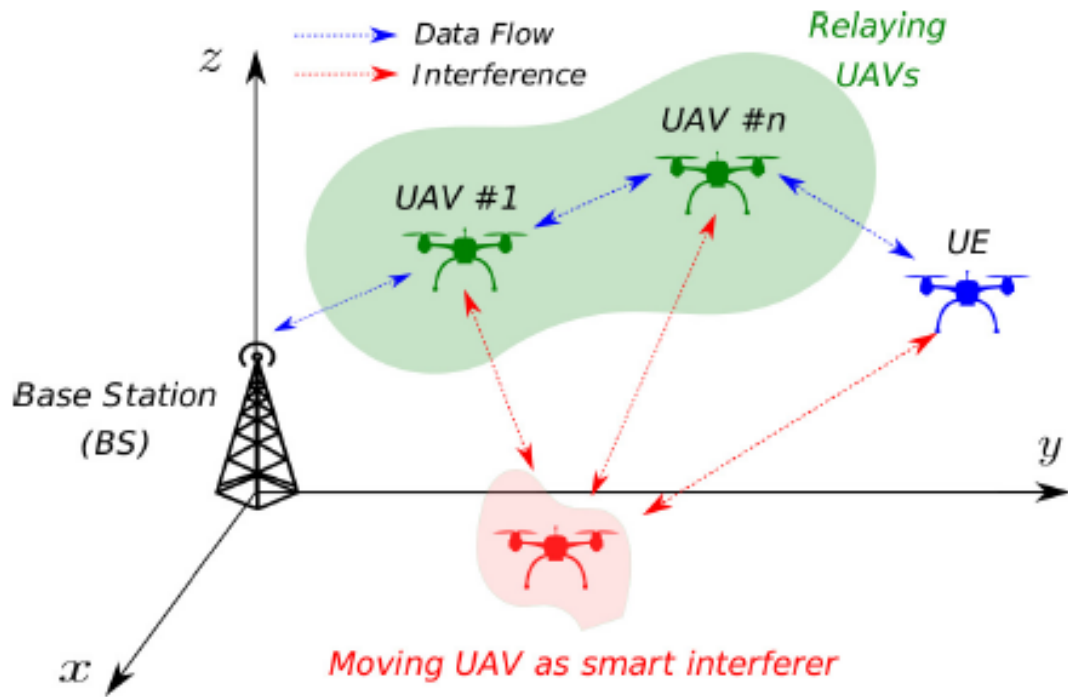 Data Flow
Interference
Relaying
UAVs
z
UAV #n
UAV #1
UE
Base Station
(BS)
y
x
Moving UAV as smart interferer